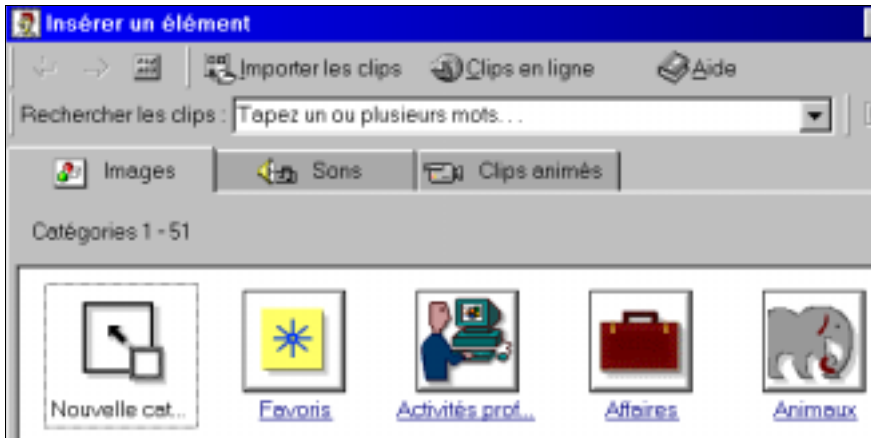 Insérer un élément
Importer les clips Clips en ligne Aide
Rechercher les clips : Tapez un ou plusieurs mots...
Images Sons Clips animés
Catégories 1 - 51
Nouvelle cat... Favoris Activités prof... Affaires Animaux